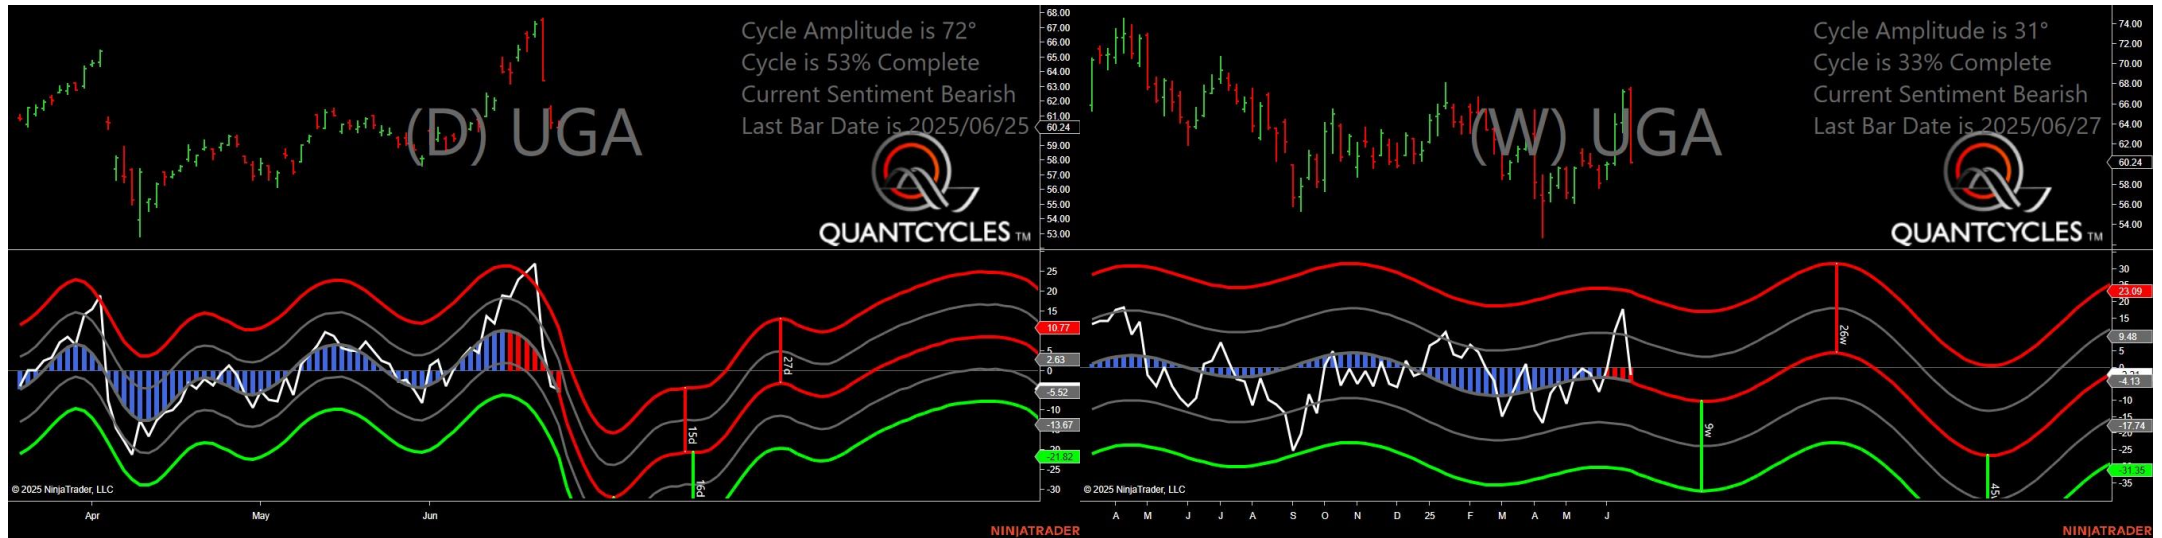 Cycle Amplitude is 72°
Cycle is 53% Complete
Current Sentiment Bearish
Last Bar Date is 2025/06/25
(D) UGA
QUANTCYCLES TM
68.00
67.00
66.00
65.00
64.00
63.00
62.00
61.00
60.24
59.00
58.00
57.00
56.00
55.00
54.00
53.00
25
20
15
10.77
5
2.63
0
-5.52
-10
-13.67
-21.82
-25
-30
27d
15d
16d
© 2025 NinjaTrader, LLC
Apr
May
Jun
NINJATRADER
Cycle Amplitude is 31°
Cycle is 33% Complete
Current Sentiment Bearish
Last Bar Date is 2025/06/27
(W) UGA
QUANTCYCLES TM
74.00
72.00
70.00
68.00
66.00
64.00
62.00
60.24
58.00
56.00
54.00
30
23.09
15
9.48
5
-4.13
-10
-15
-17.74
-25
-31.35
-35
26w
9w
© 2025 NinjaTrader, LLC
A M J J A S O N D 25 F M A M J
NINJATRADER